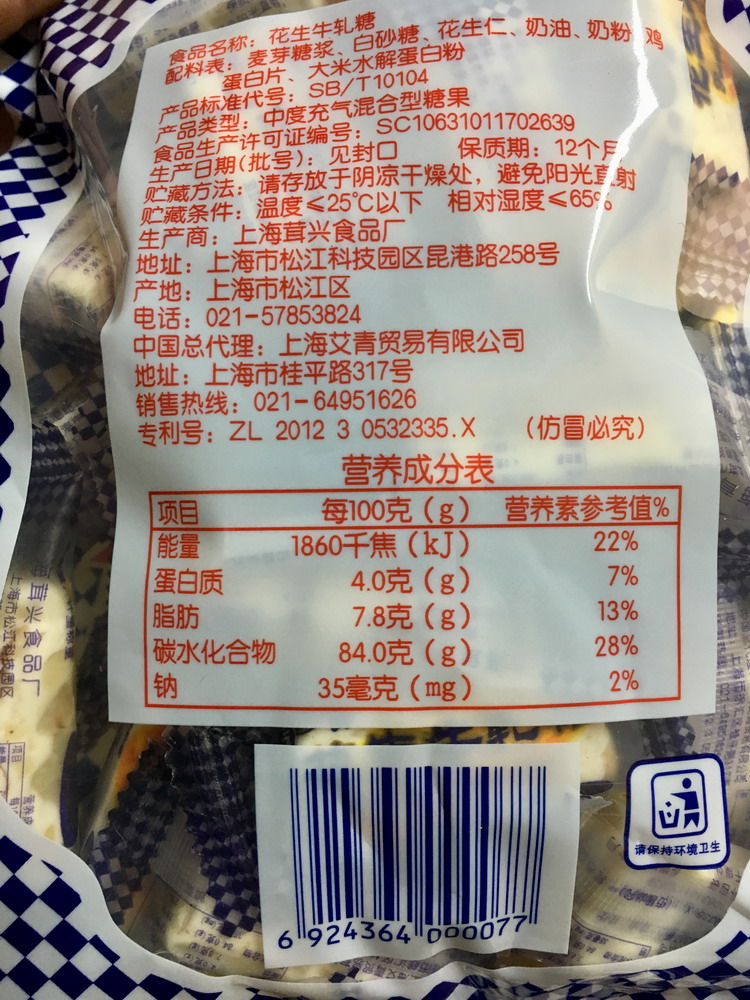 食品名称：花生牛轧糖
配料表：麦芽糖浆、白砂糖、花生仁、奶油、奶粉、鸡
蛋白片、大米水解蛋白粉
产品标准代号：SB/T10104
产品类型：中度充气混合型糖果
食品生产许可证编号：SC10631011702639
生产日期(批号)：见封口 保质期：12个月
贮藏方法：请存放于阴凉干燥处，避免阳光直射
贮藏条件：温度≤25℃以下 相对湿度≤65%
生产商：上海茸兴食品厂
地址：上海市松江科技园区昆港路258号
产地：上海市松江区
电话：021-57853824
中国总代理：上海艾青贸易有限公司
地址：上海市桂平路317号
销售热线：021-64951626
专利号：ZL 2012 3 0532335.X （仿冒必究）
营养成分表
项目 每100克（g） 营养素参考值%
能量 1860千焦（kJ） 22%
蛋白质 4.0克（g） 7%
脂肪 7.8克（g） 13%
碳水化合物 84.0克（g） 28%
钠 35毫克（mg） 2%
茸兴食品厂
上海市松江科技园区
请保持环境卫生
6 924364 000077